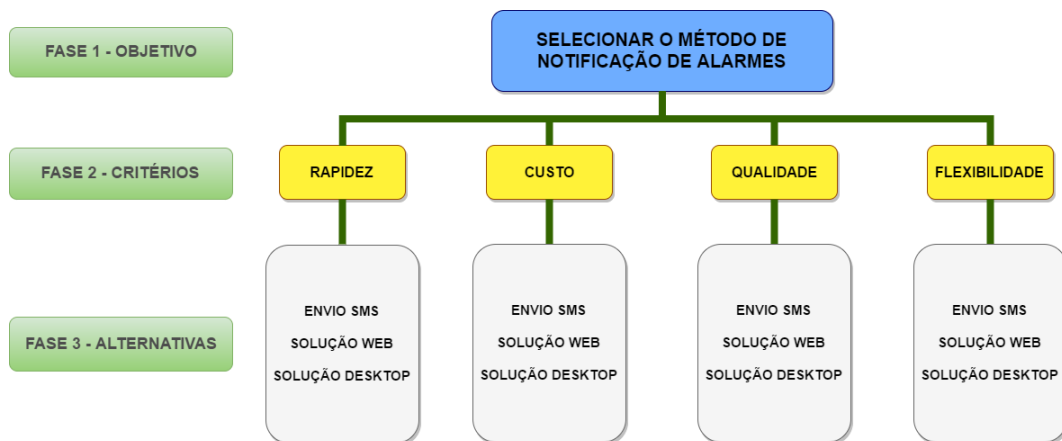 FASE 1 - OBJETIVO
SELECIONAR O MÉTODO DE
NOTIFICAÇÃO DE ALARMES
FASE 2 - CRITÉRIOS
RAPIDEZ
CUSTO
QUALIDADE
FLEXIBILIDADE
FASE 3 - ALTERNATIVAS
ENVIO SMS
SOLUÇÃO WEB
SOLUÇÃO DESKTOP
ENVIO SMS
SOLUÇÃO WEB
SOLUÇÃO DESKTOP
ENVIO SMS
SOLUÇÃO WEB
SOLUÇÃO DESKTOP
ENVIO SMS
SOLUÇÃO WEB
SOLUÇÃO DESKTOP